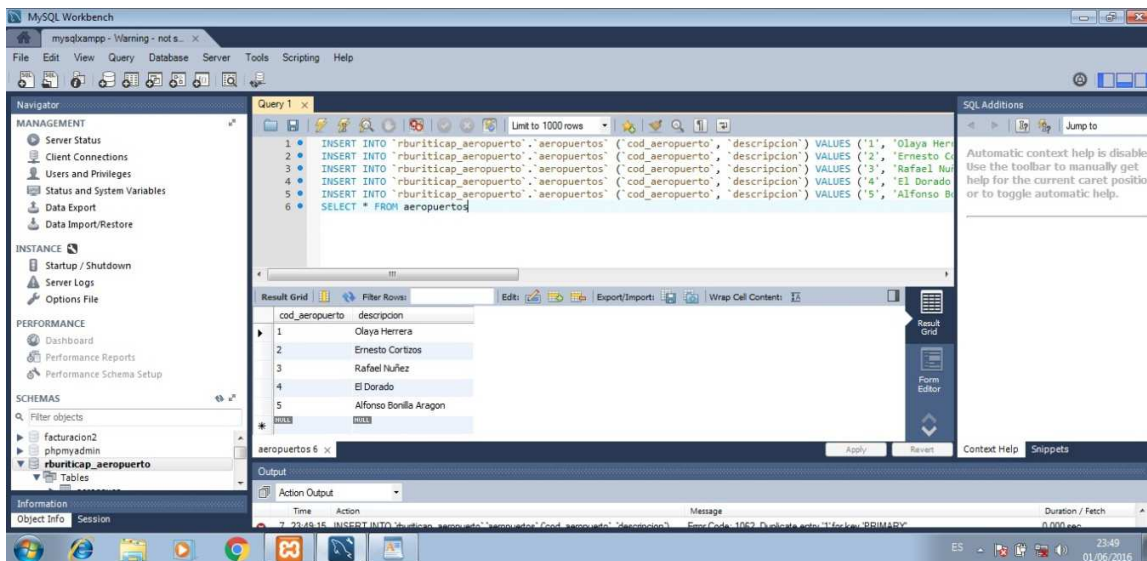 MySQL Workbench
mysqlxampp - Warning - not s...
File Edit View Query Database Server Tools Scripting Help
Navigator
MANAGEMENT
Server Status
Client Connections
Users and Privileges
Status and System Variables
Data Export
Data Import/Restore
INSTANCE
Startup / Shutdown
Server Logs
Options File
PERFORMANCE
Dashboard
Performance Reports
Performance Schema Setup
SCHEMAS
Filter objects
facturacion2
phpmyadmin
rburiticap_aeropuerto
Tables
Information
Object Info Session
Query 1
Limit to 1000 rows
1 INSERT INTO `rburiticap_aeropuerto`.`aeropuertos` (`cod_aeropuerto`, `descripcion`) VALUES ('1', 'Olaya Her
2 INSERT INTO `rburiticap_aeropuerto`.`aeropuertos` (`cod_aeropuerto`, `descripcion`) VALUES ('2', 'Ernesto Co
3 INSERT INTO `rburiticap_aeropuerto`.`aeropuertos` (`cod_aeropuerto`, `descripcion`) VALUES ('3', 'Rafael Nuñ
4 INSERT INTO `rburiticap_aeropuerto`.`aeropuertos` (`cod_aeropuerto`, `descripcion`) VALUES ('4', 'El Dorado
5 INSERT INTO `rburiticap_aeropuerto`.`aeropuertos` (`cod_aeropuerto`, `descripcion`) VALUES ('5', 'Alfonso Bo
6 SELECT * FROM aeropuertos
Result Grid Filter Rows: Edit: Export/Import: Wrap Cell Content:
cod_aeropuerto descripcion
1 Olaya Herrera
2 Ernesto Cortizos
3 Rafael Nuñez
4 El Dorado
5 Alfonso Bonilla Aragon
NULL NULL
Result Grid
Form Editor
aeropuertos 6
Apply Revert
SQL Additions
Jump to
Automatic context help is disable
Use the toolbar to manually get
help for the current caret positio
or to toggle automatic help.
Context Help Snippets
Output
Action Output
Time Action Message Duration / Fetch
7 23:49:15 INSERT INTO `rburiticap_aeropuerto`.`aeropuertos` (`cod_aeropuerto`, `descripcion`) Error Code: 1062. Duplicate entry '1' for key 'PRIMARY' 0.000 sec
ES 23:49
01/06/2016